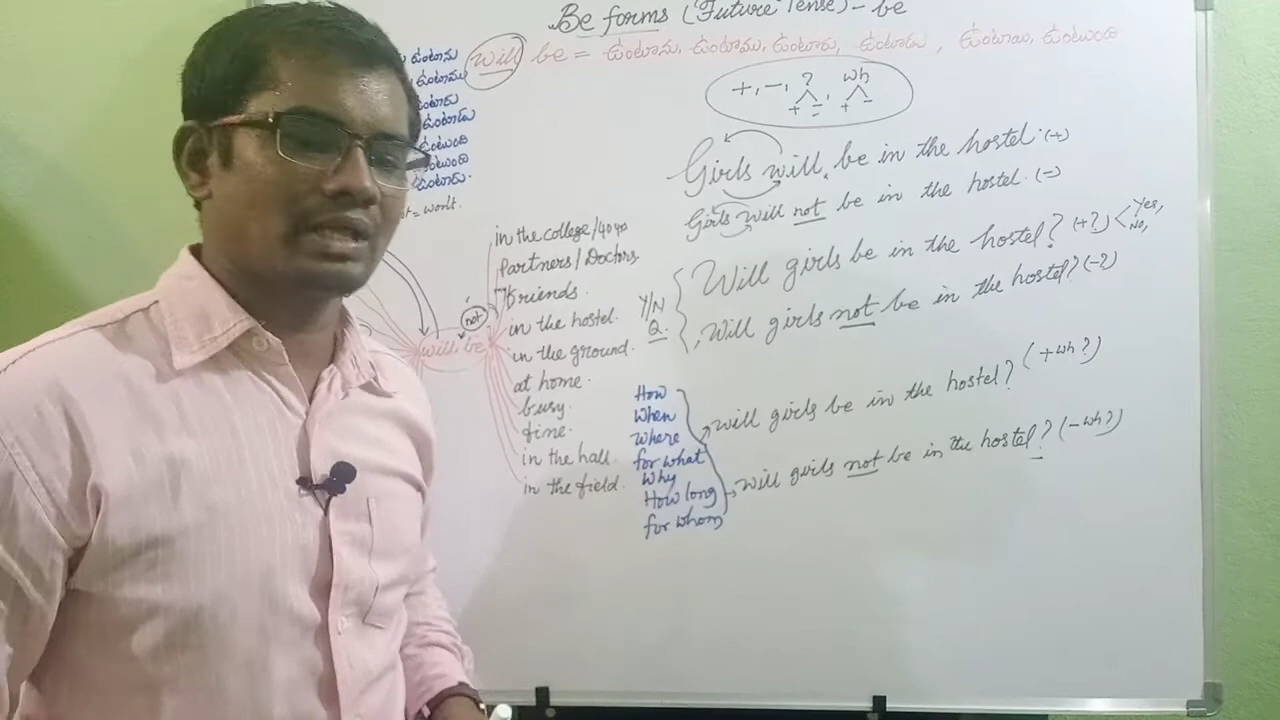 Be forms (Future Tense) - be
will be = ఉంటాను, ఉంటాము, ఉంటారు, ఉంటాడు, ఉంటాయి, ఉంటుంది
ఉంటాను
ఉంటాము
ఉంటారు
ఉంటాడు
ఉంటుంది
ఉంటుంది
ఉంటారు.
= won't.
+, -, ? wh
+ - + -
Girls will be in the hostel. (+)
Girls will not be in the hostel. (-)
Will girls be in the hostel? (+?) Yes,
No,
Y/N
Q.
Will girls not be in the hostel? (-?)
will girls be in the hostel? (+wh?)
will girls not be in the hostel? (-wh?)
not
will be
in the college/
Partners/Doctors
Friends.
in the hostel.
in the ground.
at home.
busy.
fine.
in the hall.
in the field.
How
When
Where
for what
Why
How long
for whom